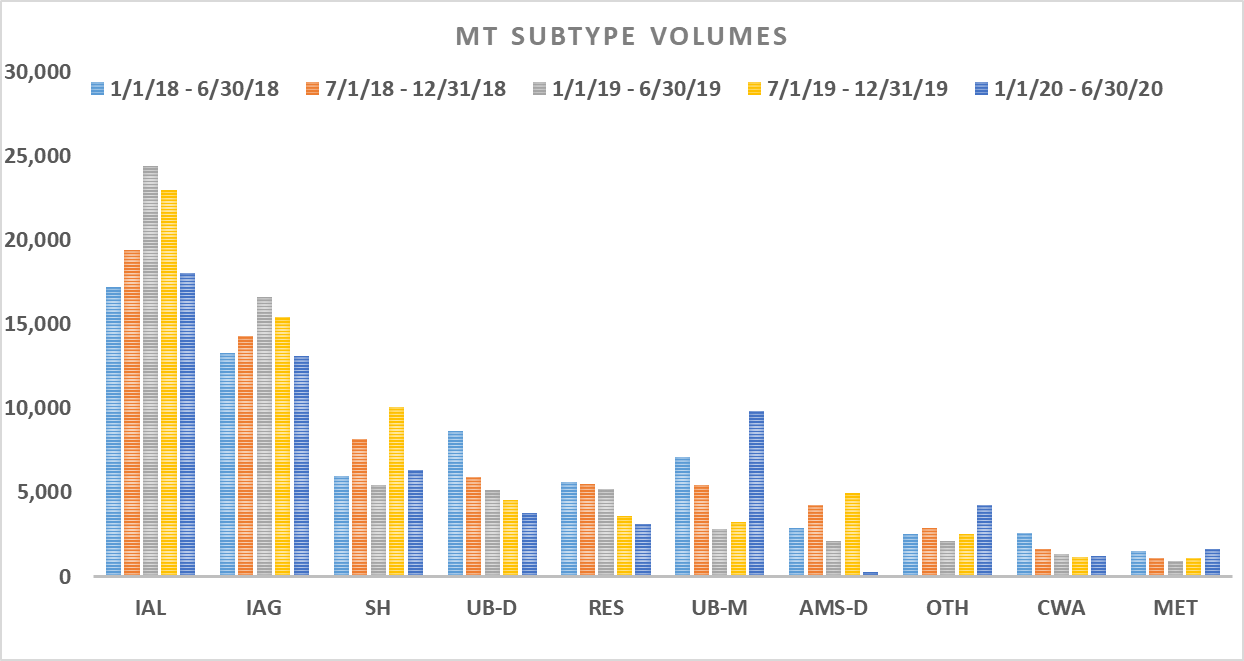 MT SUBTYPE VOLUMES
30,000
1/1/18 - 6/30/18 7/1/18 - 12/31/18 1/1/19 - 6/30/19 7/1/19 - 12/31/19 1/1/20 - 6/30/20
25,000
20,000
15,000
10,000
5,000
0
IAL IAG SH UB-D RES UB-M AMS-D OTH CWA MET